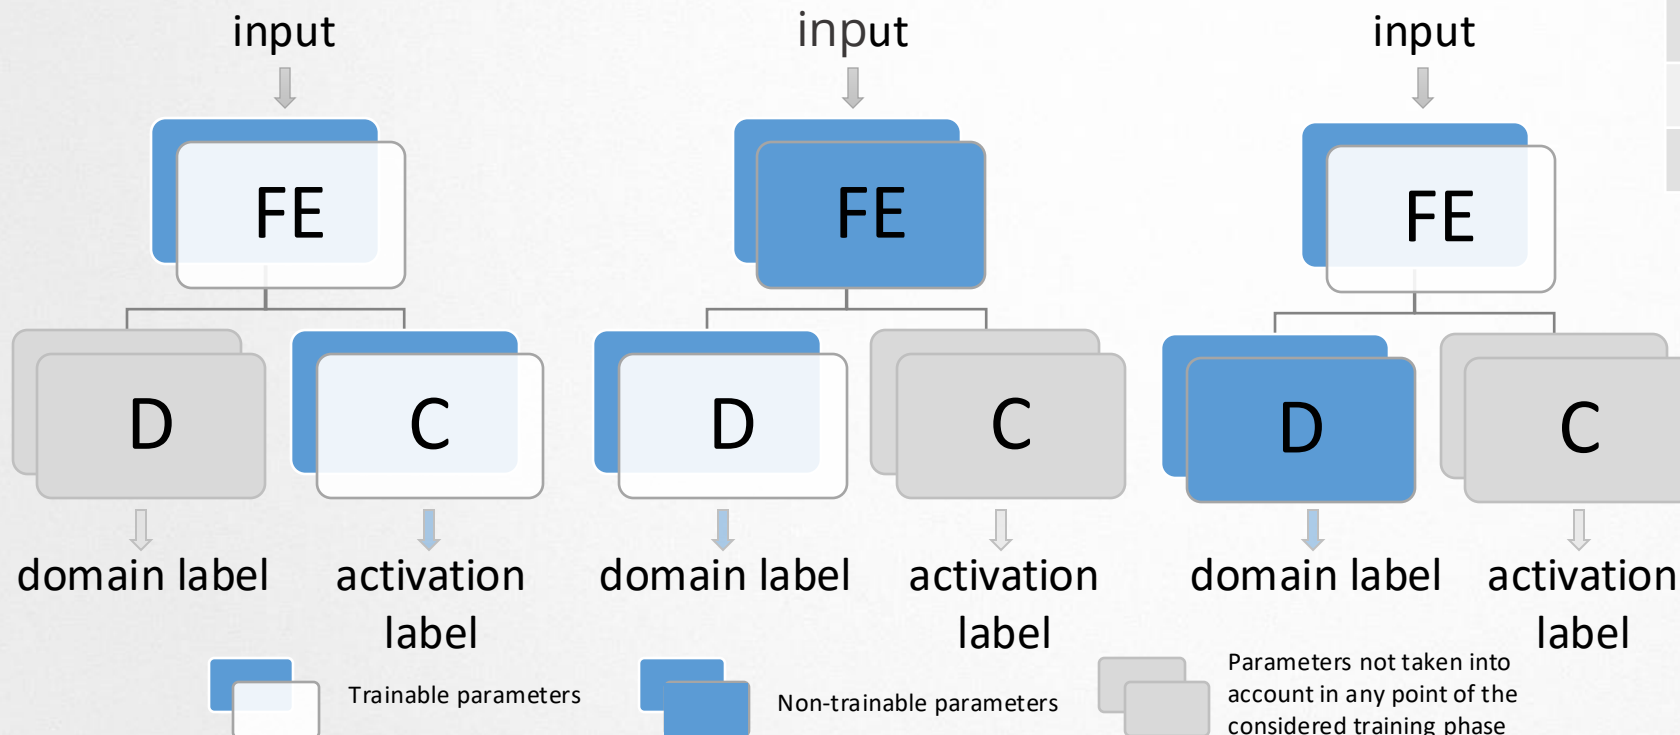 input
input
input
FE
FE
FE
D
C
D
C
D
C
domain label
activation
label
domain label
activation
label
domain label
activation
label
Trainable parameters
Non-trainable parameters
Parameters not taken into
account in any point of the
considered training phase